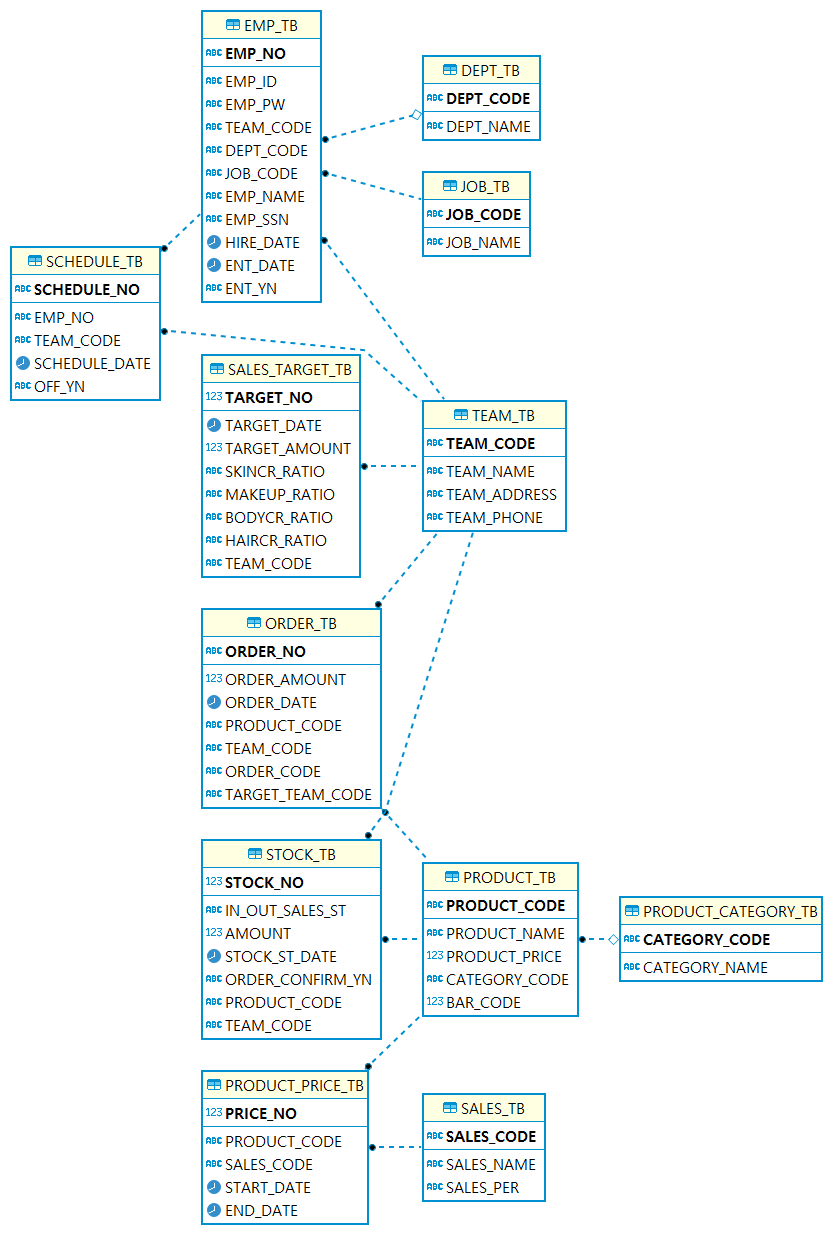 EMP_TB
ABC EMP_NO
ABC EMP_ID
ABC EMP_PW
ABC TEAM_CODE
ABC DEPT_CODE
ABC JOB_CODE
ABC EMP_NAME
ABC EMP_SSN
HIRE_DATE
ENT_DATE
ABC ENT_YN
DEPT_TB
ABC DEPT_CODE
ABC DEPT_NAME
JOB_TB
ABC JOB_CODE
ABC JOB_NAME
SCHEDULE_TB
ABC SCHEDULE_NO
ABC EMP_NO
ABC TEAM_CODE
SCHEDULE_DATE
ABC OFF_YN
SALES_TARGET_TB
123 TARGET_NO
TARGET_DATE
123 TARGET_AMOUNT
ABC SKINCR_RATIO
ABC MAKEUP_RATIO
ABC BODYCR_RATIO
ABC HAIRCR_RATIO
ABC TEAM_CODE
TEAM_TB
ABC TEAM_CODE
ABC TEAM_NAME
ABC TEAM_ADDRESS
ABC TEAM_PHONE
ORDER_TB
ABC ORDER_NO
123 ORDER_AMOUNT
ORDER_DATE
ABC PRODUCT_CODE
ABC TEAM_CODE
ABC ORDER_CODE
ABC TARGET_TEAM_CODE
STOCK_TB
123 STOCK_NO
ABC IN_OUT_SALES_ST
123 AMOUNT
STOCK_ST_DATE
ABC ORDER_CONFIRM_YN
ABC PRODUCT_CODE
ABC TEAM_CODE
PRODUCT_TB
ABC PRODUCT_CODE
ABC PRODUCT_NAME
123 PRODUCT_PRICE
ABC CATEGORY_CODE
123 BAR_CODE
PRODUCT_CATEGORY_TB
ABC CATEGORY_CODE
ABC CATEGORY_NAME
PRODUCT_PRICE_TB
123 PRICE_NO
ABC PRODUCT_CODE
ABC SALES_CODE
START_DATE
END_DATE
SALES_TB
ABC SALES_CODE
ABC SALES_NAME
ABC SALES_PER